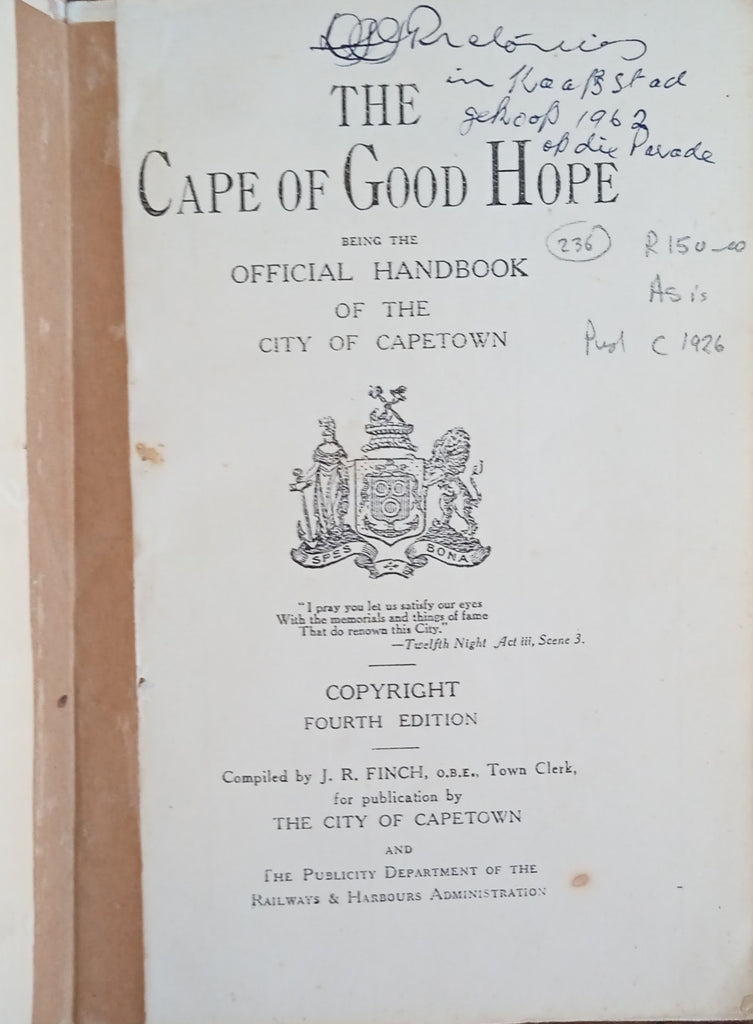 Pretorius
in Kaapstad
gekoop 1962
op die Parade
THE
CAPE OF GOOD HOPE
BEING THE
OFFICIAL HANDBOOK
OF THE
CITY OF CAPETOWN
236
R150-00
As is
Publ C 1926
SPES BONA
"I pray you let us satisfy our eyes
With the memorials and things of fame
That do renown this City."
—Twelfth Night Act iii, Scene 3.
COPYRIGHT
FOURTH EDITION
Compiled by J. R. FINCH, O.B.E., Town Clerk,
for publication by
THE CITY OF CAPETOWN
AND
THE PUBLICITY DEPARTMENT OF THE
RAILWAYS & HARBOURS ADMINISTRATION